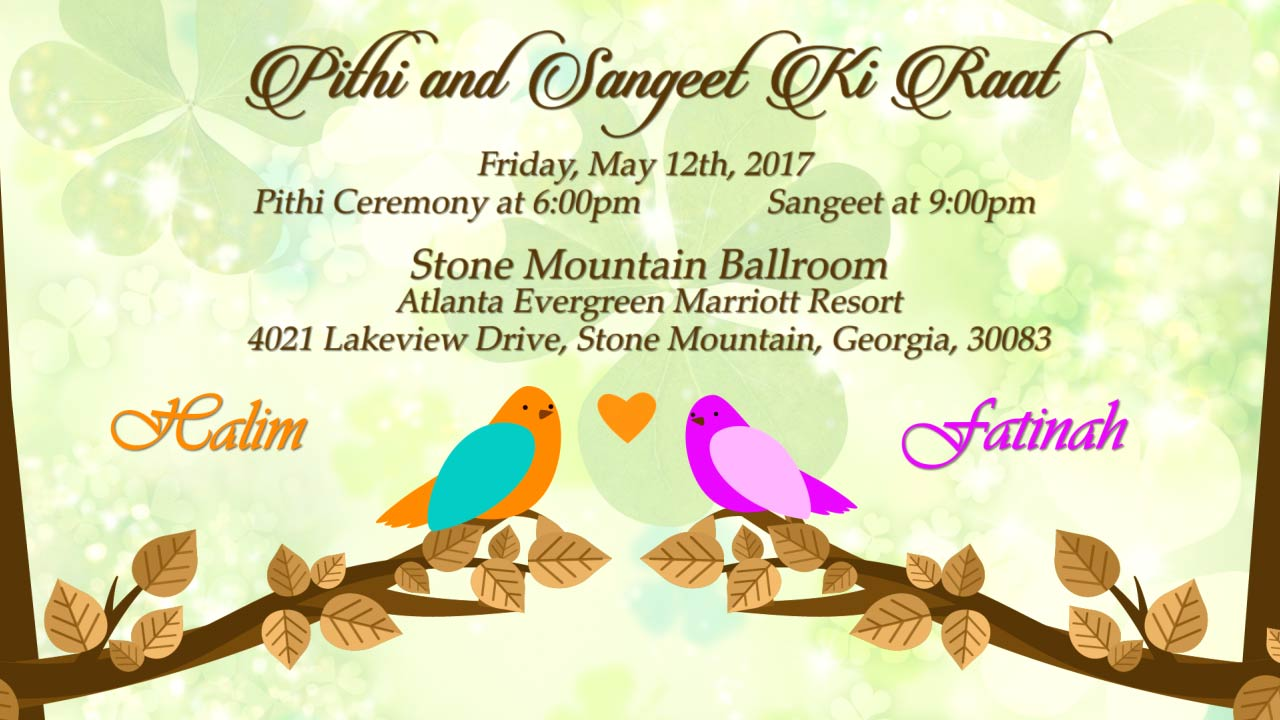 Pithi and Sangeet Ki Raat
Friday, May 12th, 2017
Pithi Ceremony at 6:00pm Sangeet at 9:00pm
Stone Mountain Ballroom
Atlanta Evergreen Marriott Resort
4021 Lakeview Drive, Stone Mountain, Georgia, 30083
Halim Fatinah